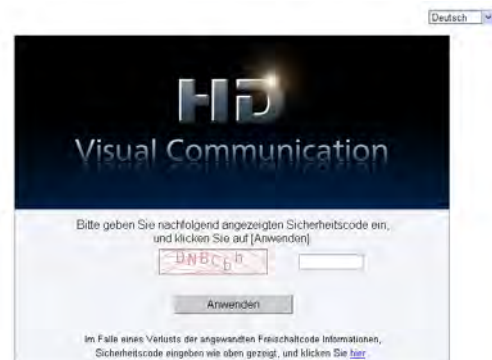 Deutsch
HD
Visual Communication
Bitte geben Sie nachfolgend angezeigten Sicherheitscode ein,
und klicken Sie auf [Anwenden]
Anwenden
Im Falle eines Verlusts der angewandten Freischaltcode Informationen,
Sicherheitscode eingeben wie oben gezeigt, und klicken Sie hier